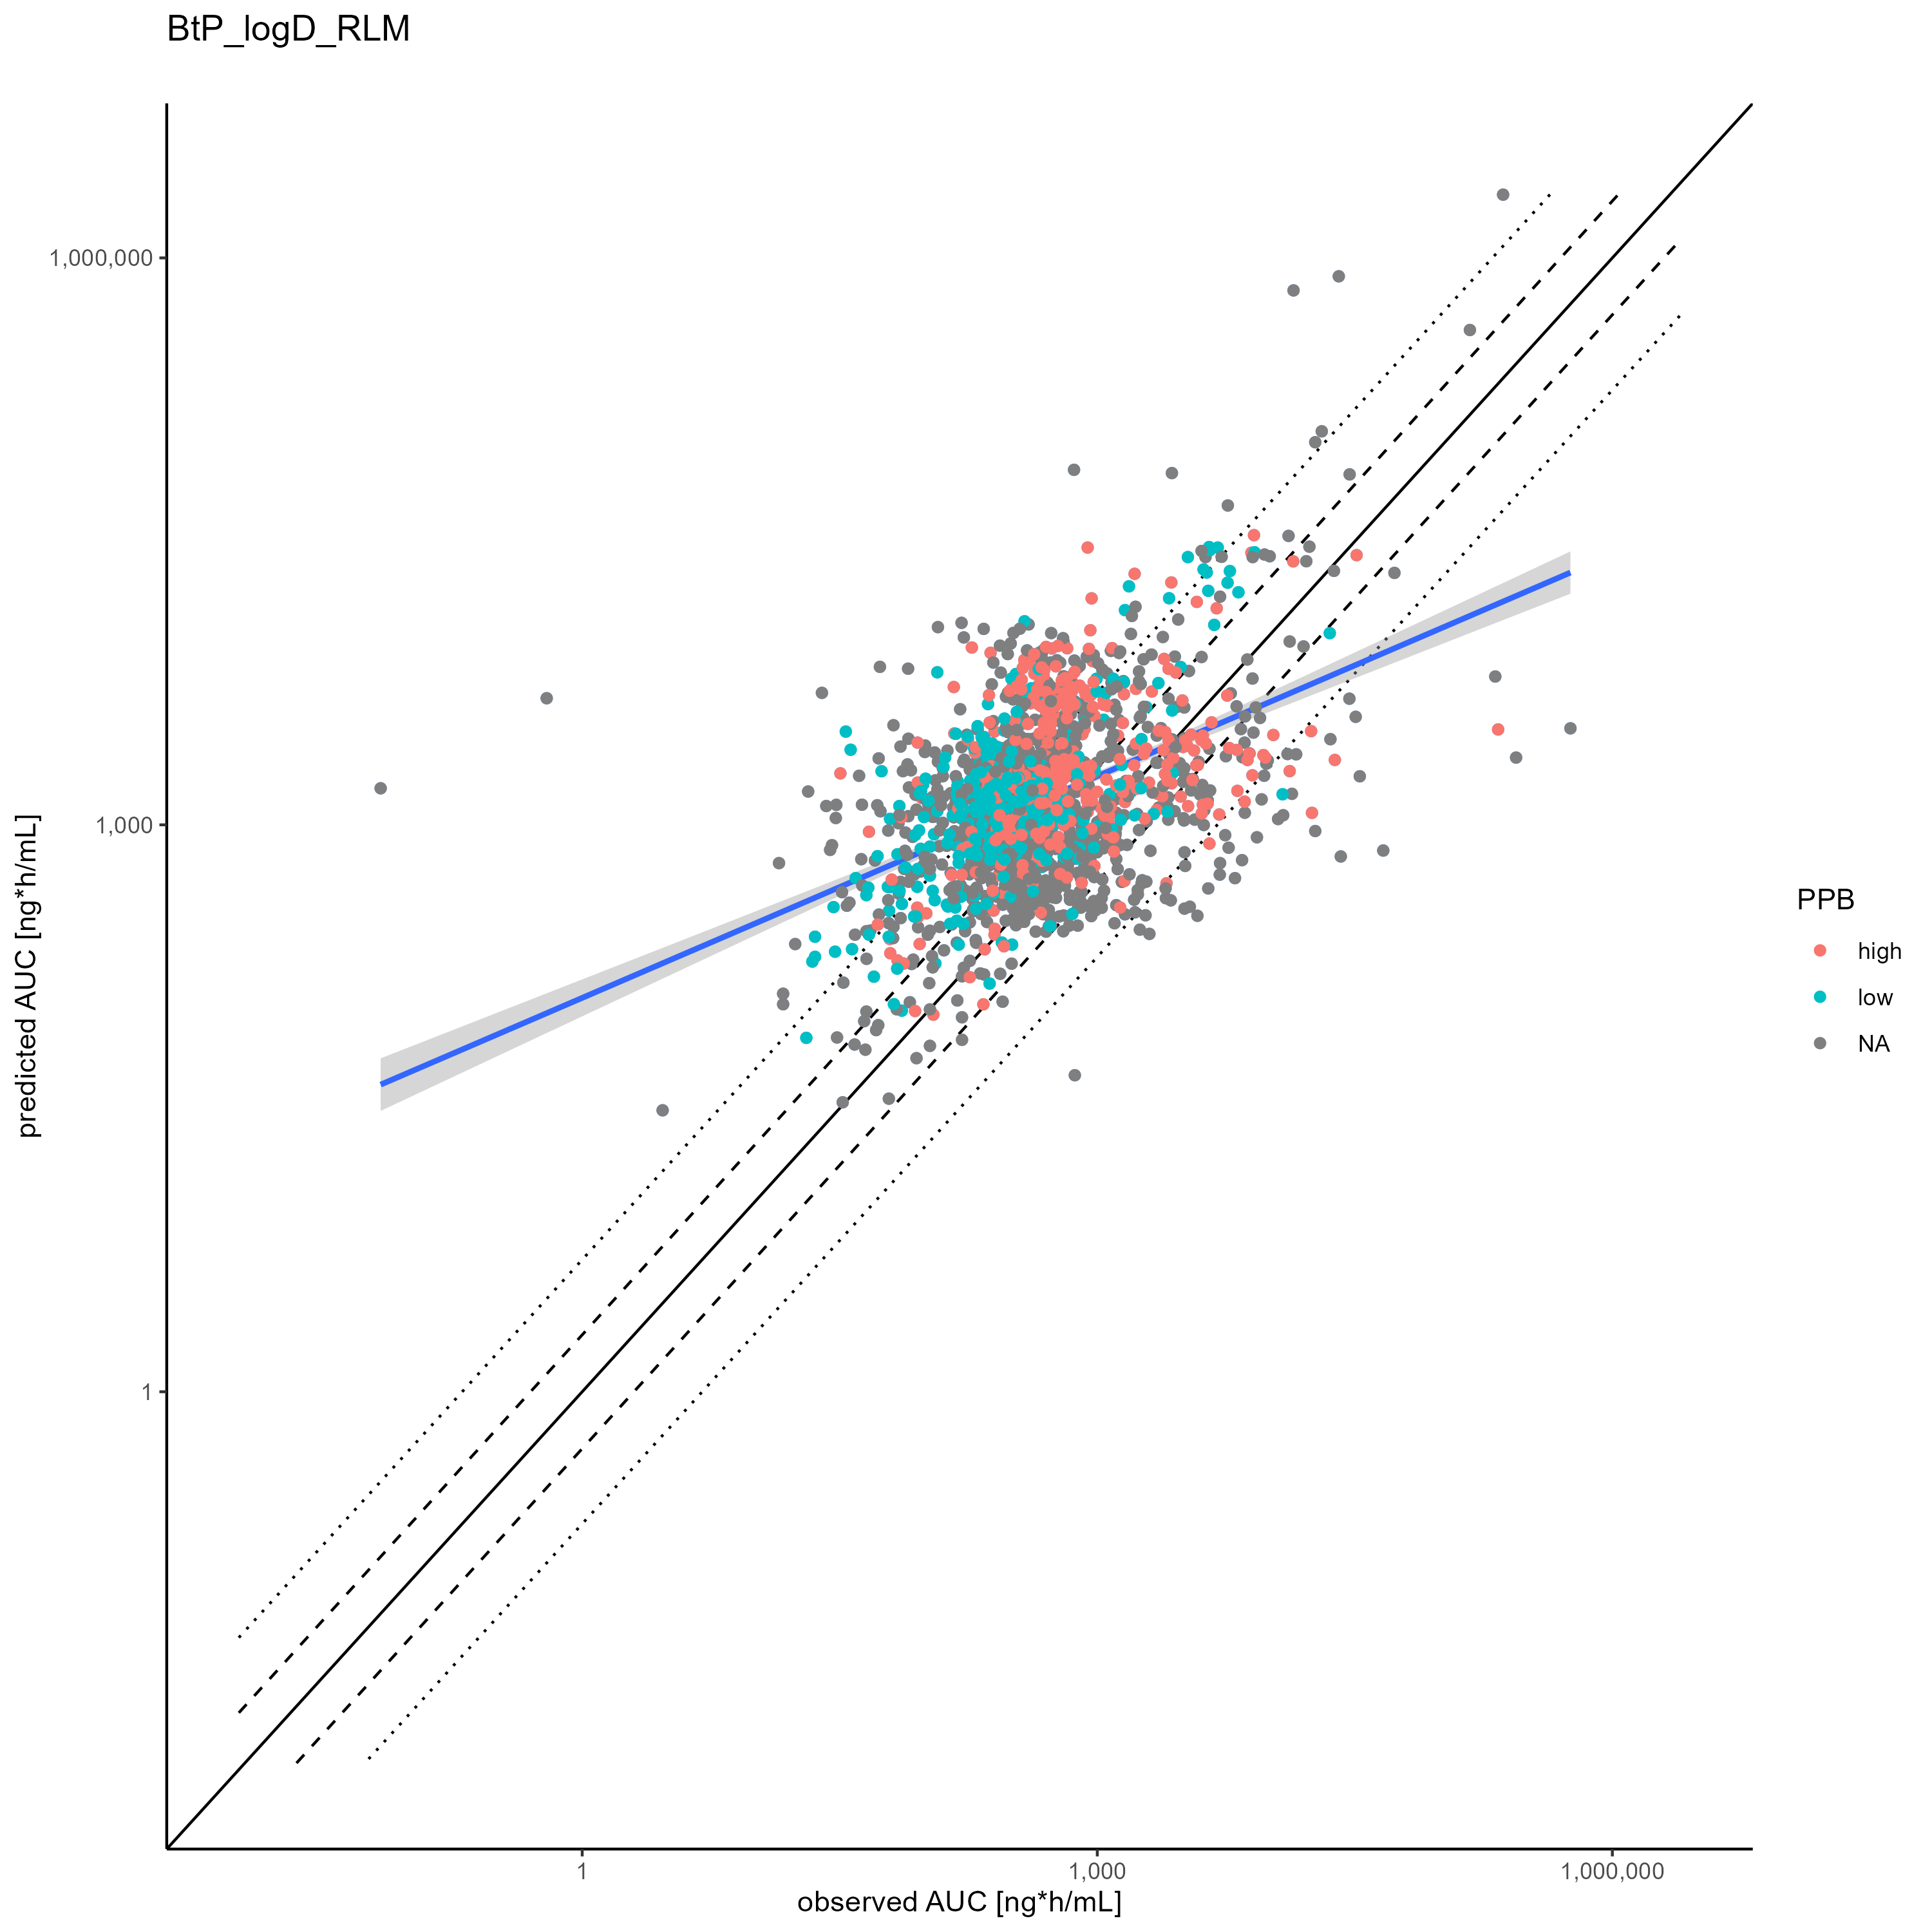 BtP_logD_RLM
1,000,000
1,000
1
predicted AUC [ng*h/mL]
1
1,000
1,000,000
observed AUC [ng*h/mL]
PPB
high
low
NA